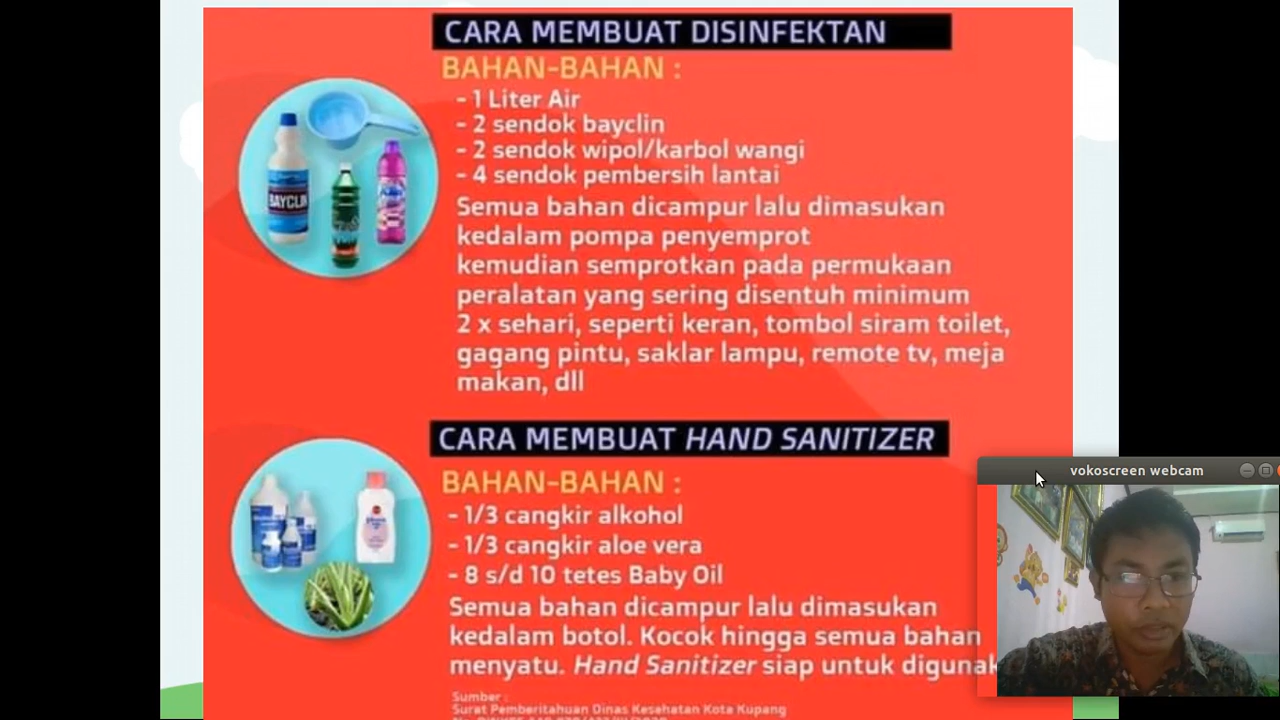 CARA MEMBUAT DISINFEKTAN
BAHAN-BAHAN :
- 1 Liter Air
- 2 sendok bayclin
- 2 sendok wipol/karbol wangi
- 4 sendok pembersih lantai
Semua bahan dicampur lalu dimasukan
kedalam pompa penyemprot
kemudian semprotkan pada permukaan
peralatan yang sering disentuh minimum
2 x sehari, seperti keran, tombol siram toilet,
gagang pintu, saklar lampu, remote tv, meja
makan, dll
BAYCLIN
CARA MEMBUAT HAND SANITIZER
BAHAN-BAHAN :
- 1/3 cangkir alkohol
- 1/3 cangkir aloe vera
- 8 s/d 10 tetes Baby Oil
Semua bahan dicampur lalu dimasukan
kedalam botol. Kocok hingga semua bahan
menyatu. Hand Sanitizer siap untuk digunak
Sumber :
Surat Pemberitahuan Dinas Kesehatan Kota Kupang
vokoscreen webcam